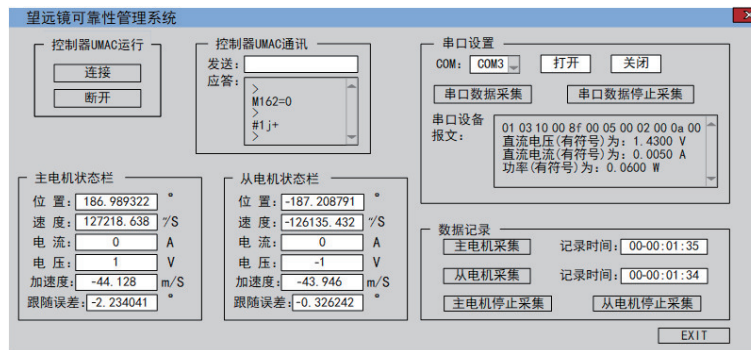 望远镜可靠性管理系统
控制器UMAC运行
连接
断开
控制器UMAC通讯
发送:
应答:
>
M162=0
>
#1j+
>
串口设置
COM: COM3 打开 关闭
串口数据采集 串口数据停止采集
串口设备
报文:
01 03 10 00 8f 00 05 00 02 00 0a 00
直流电压(有符号)为: 1.4300 V
直流电流(有符号)为: 0.0050 A
功率(有符号)为: 0.0600 W
主电机状态栏
位 置: 186.989322 °
速 度: 127218.638 "/S
电 流: 0 A
电 压: 1 V
加速度: -44.128 m/S
跟随误差: -2.234041 °
从电机状态栏
位 置: -187.208791 °
速 度: -126135.432 "/S
电 流: 0 A
电 压: -1 V
加速度: -43.946 m/S
跟随误差: -0.326242 °
数据记录
主电机采集 记录时间: 00-00:01:35
从电机采集 记录时间: 00-00:01:34
主电机停止采集 从电机停止采集
EXIT